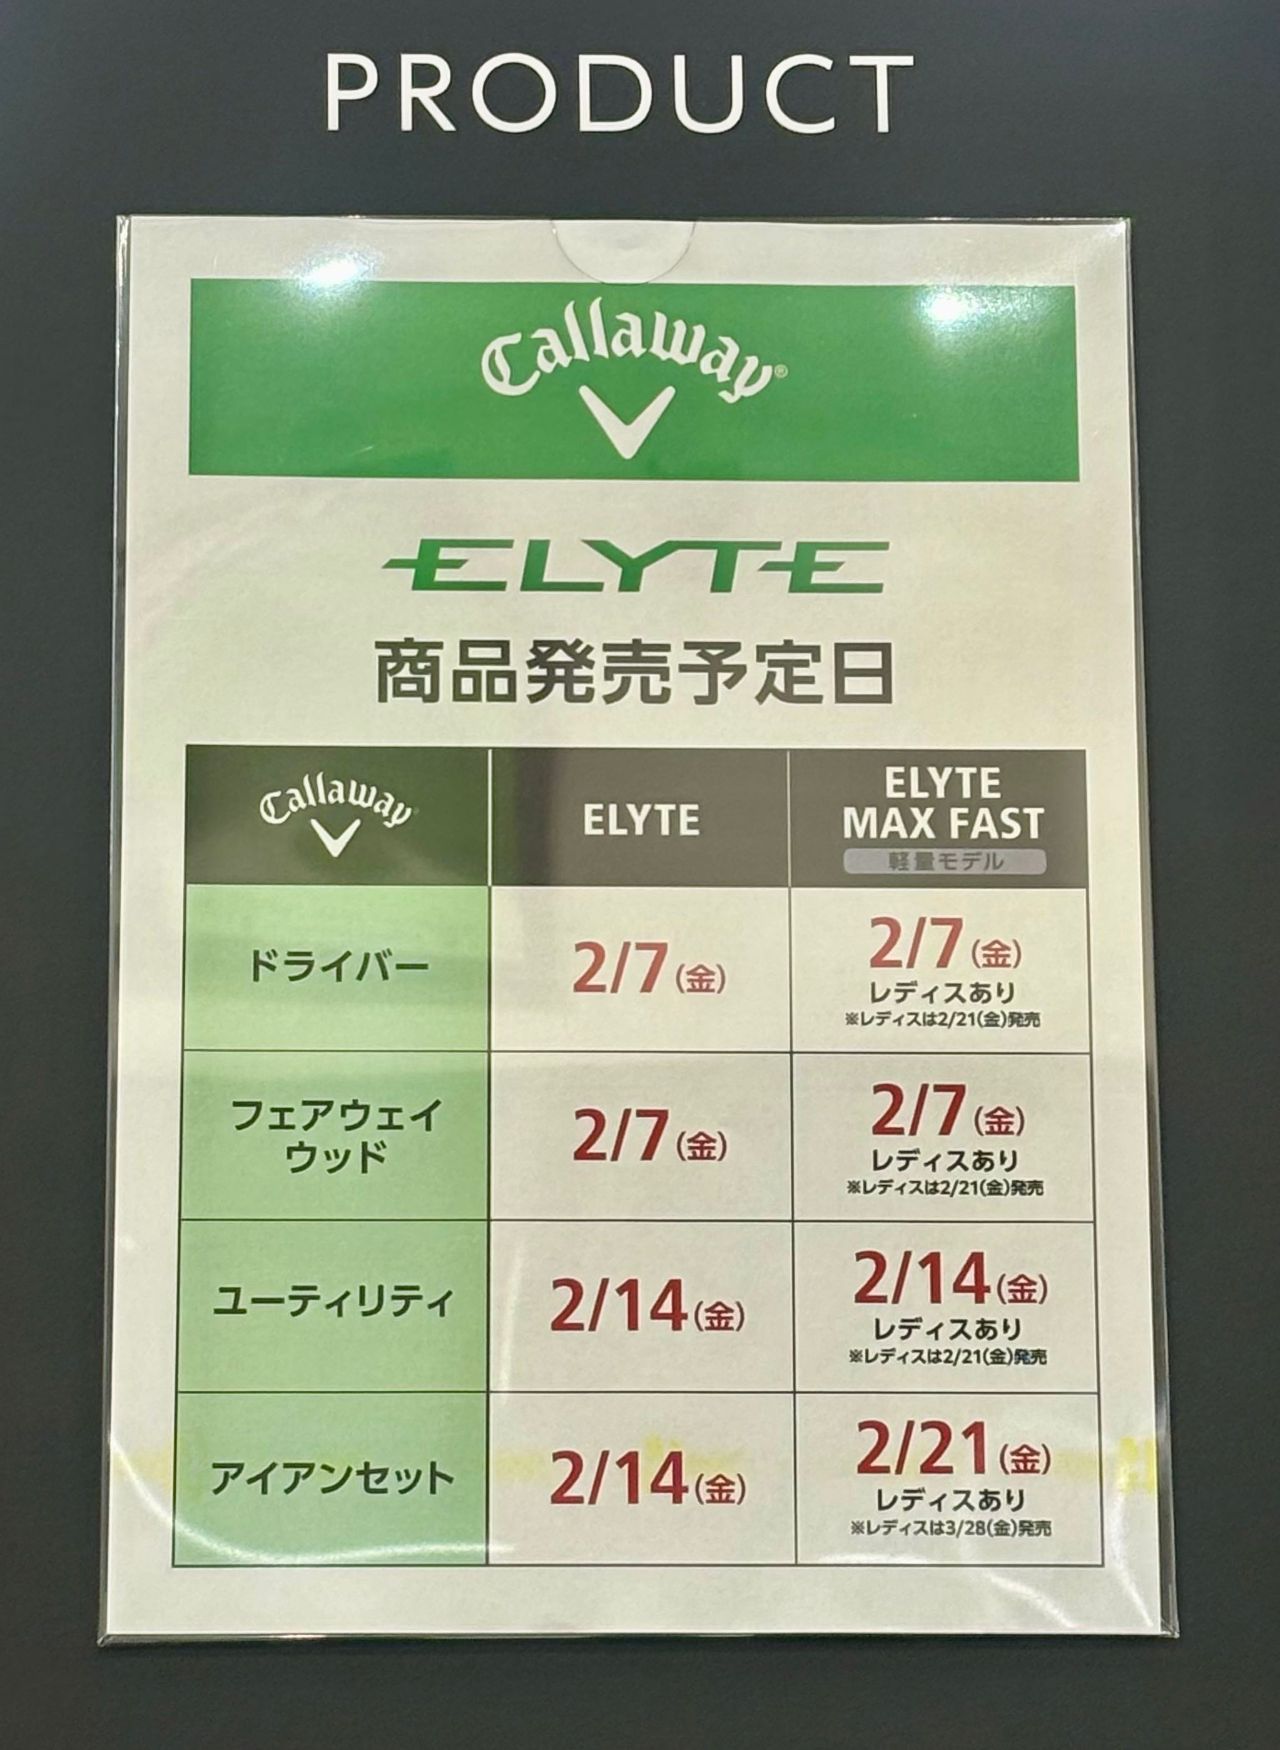 PRODUCT
Callaway®
ELYTE
商品発売予定日
Callaway
ELYTE
ELYTE
MAX FAST
軽量モデル
ドライバー
2/7(金)
2/7(金)
レディスあり
※レディスは2/21(金)発売
フェアウェイ
ウッド
2/7(金)
2/7(金)
レディスあり
※レディスは2/21(金)発売
ユーティリティ
2/14(金)
2/14(金)
レディスあり
※レディスは2/21(金)発売
アイアンセット
2/14(金)
2/21(金)
レディスあり
※レディスは3/28(金)発売